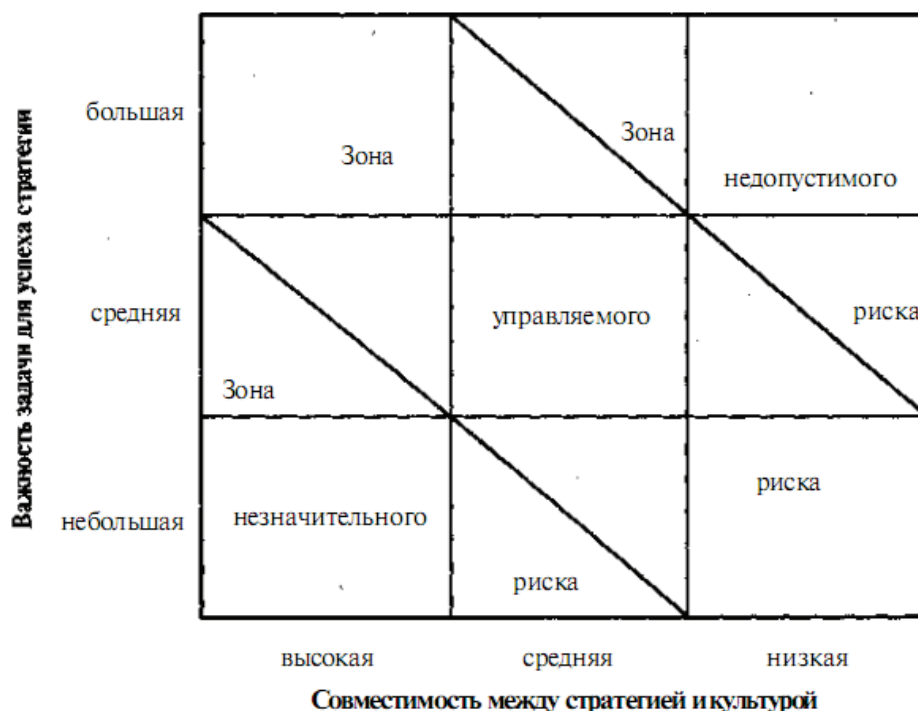 Важность задачи для успеха стратегии
большая
Зона
Зона
недопустимого
средняя
управляемого
риска
Зона
небольшая
незначительного
риска
риска
высокая
средняя
низкая
Совместимость между стратегией и культурой